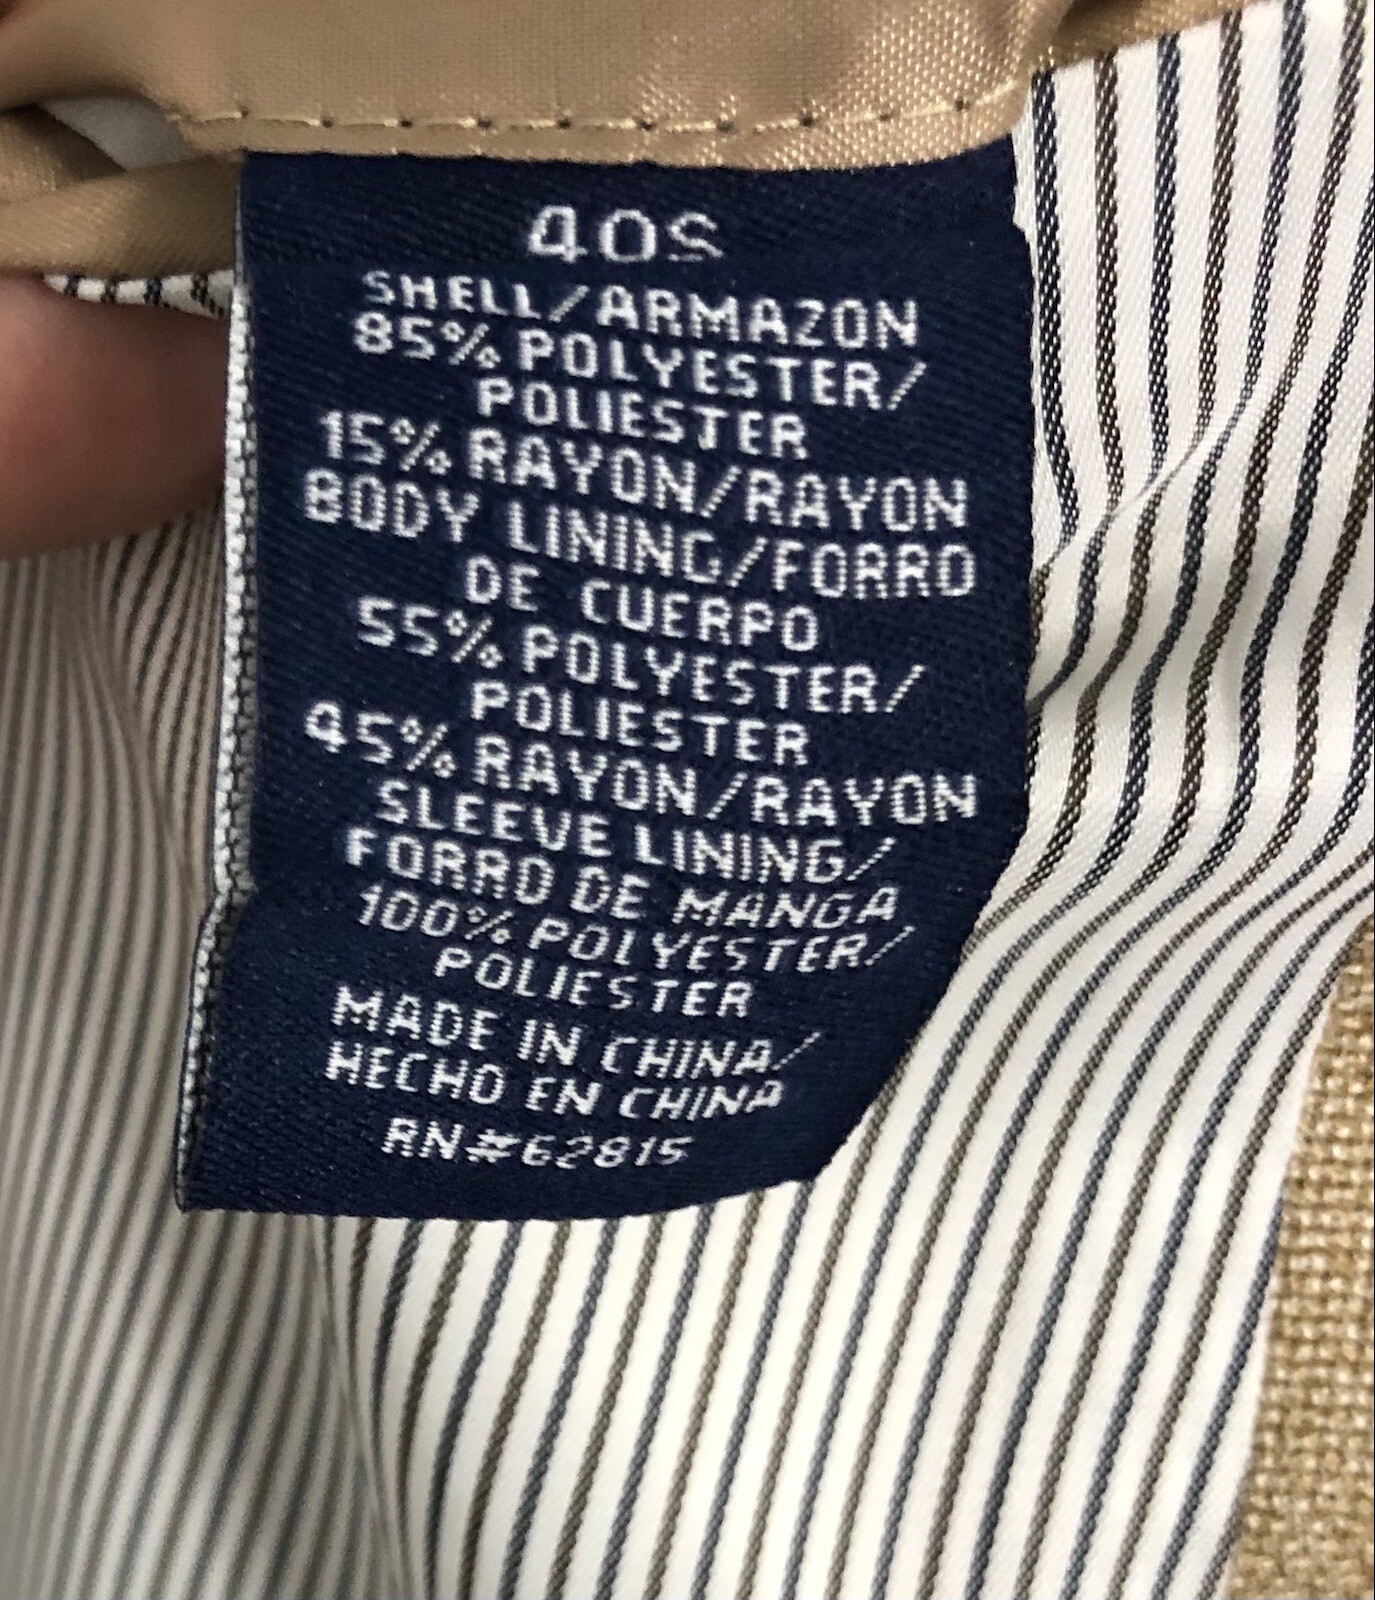 40S
SHELL/ARMAZON
85% POLYESTER/
POLIESTER
15% RAYON/RAYON
BODY LINING/FORRO
DE CUERPO
55% POLYESTER/
POLIESTER
45% RAYON/RAYON
SLEEVE LINING/
FORRO DE MANGA
100% POLYESTER/
POLIESTER
MADE IN CHINA/
HECHO EN CHINA
RN#62815